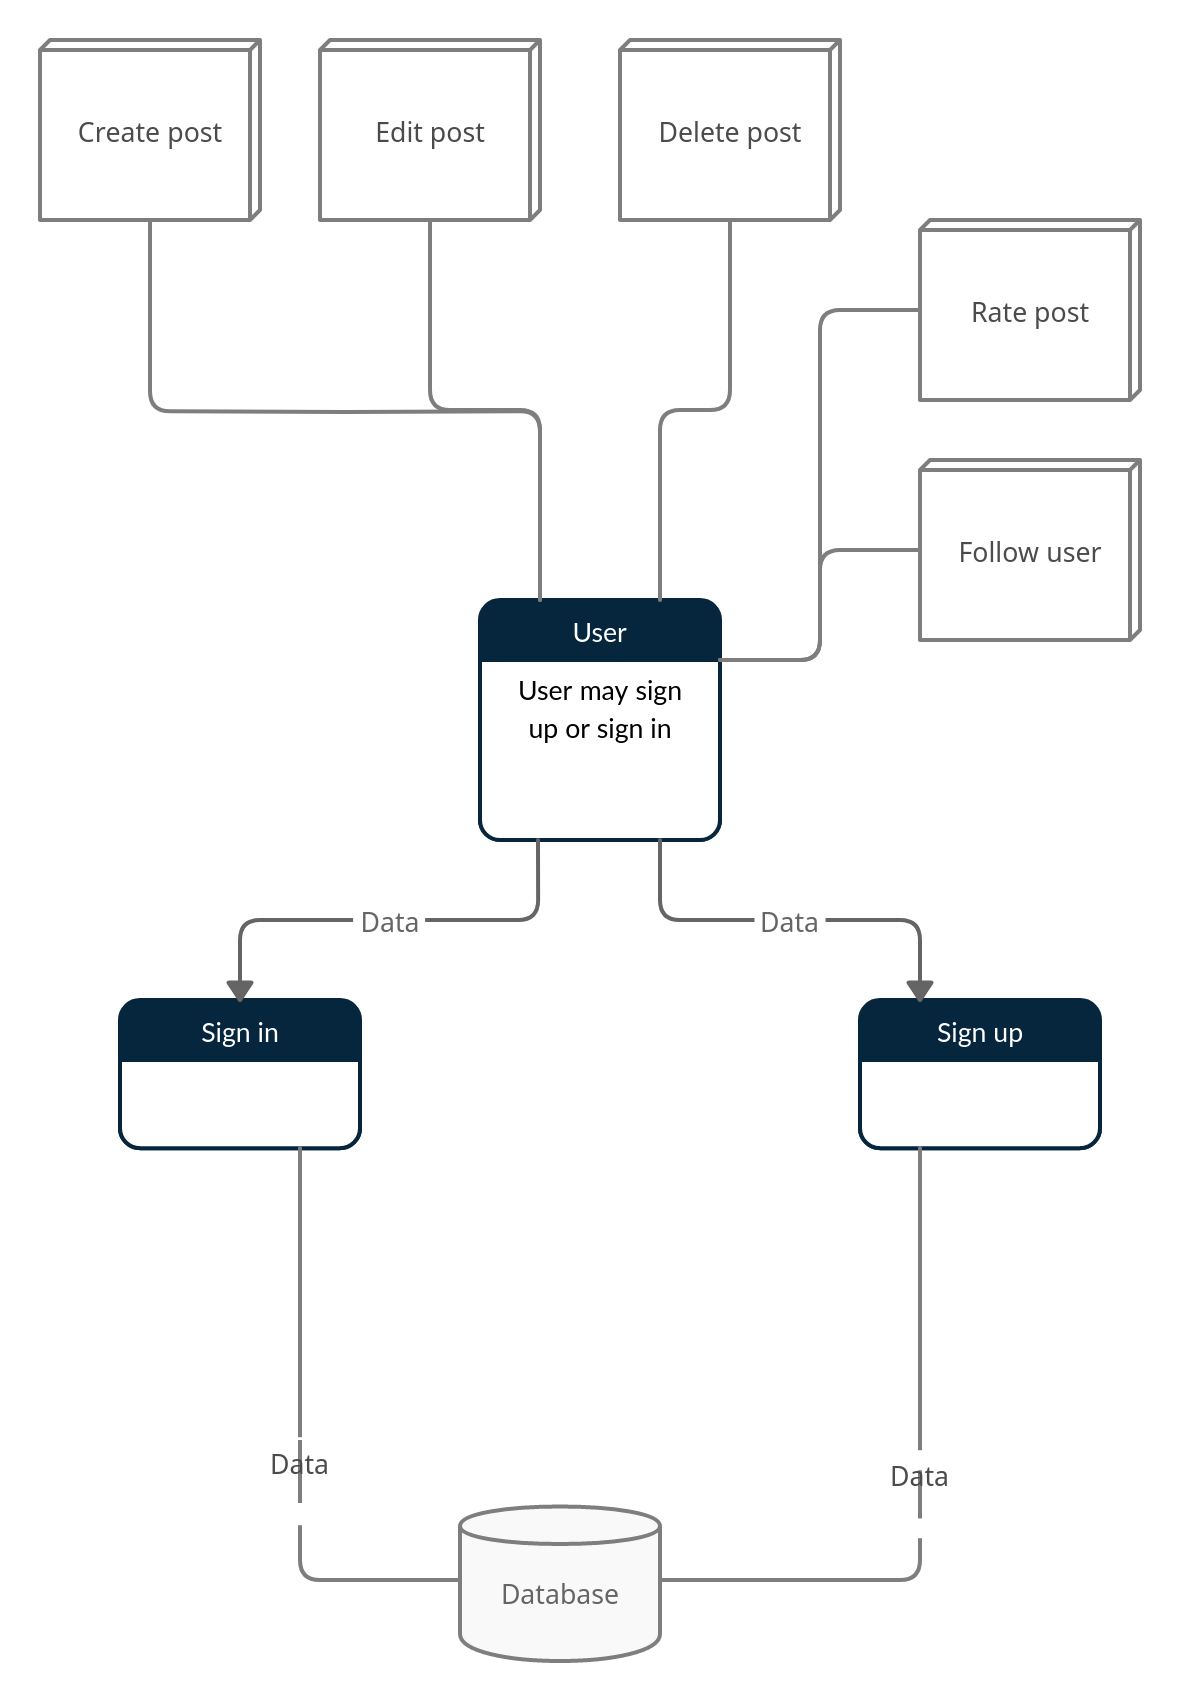 Create post
Edit post
Delete post
Rate post
Follow user
User
User may sign
up or sign in
Data
Data
Sign in
Sign up
Data
Data
Database